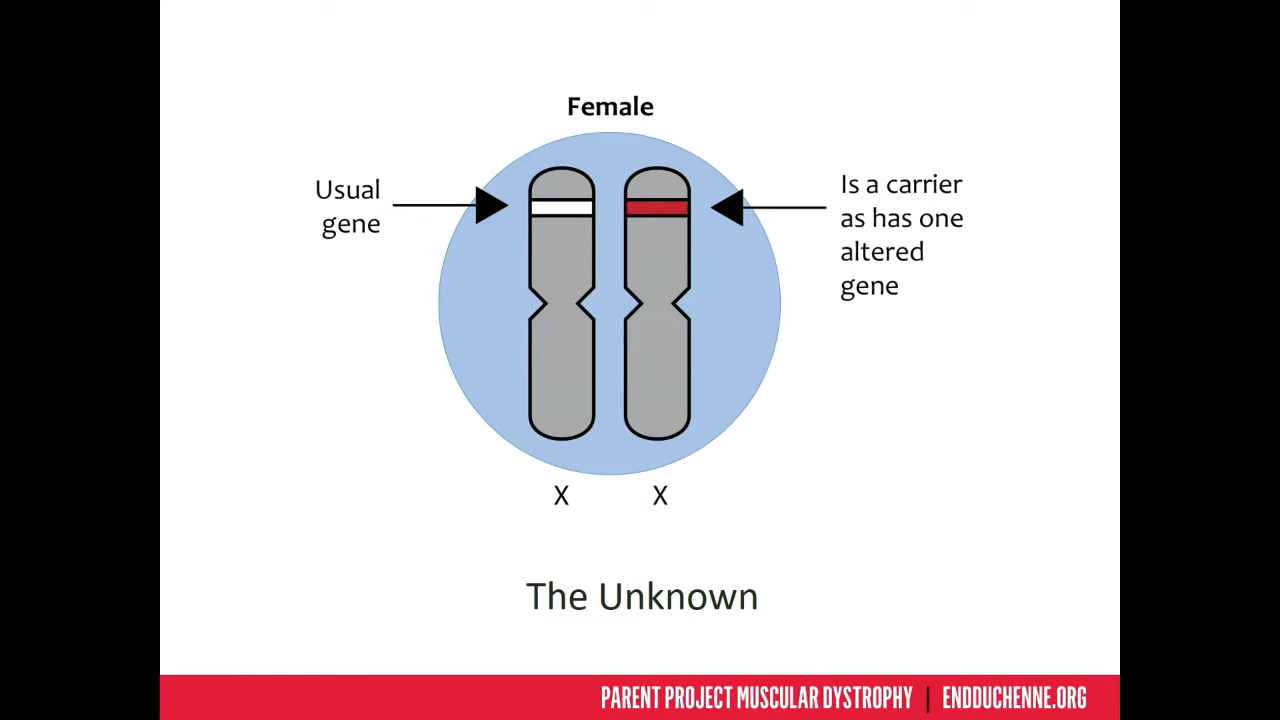 Female
Usual
gene
Is a carrier
as has one
altered
gene
X X
The Unknown
PARENT PROJECT MUSCULAR DYSTROPHY | ENDDUCHENNE.ORG